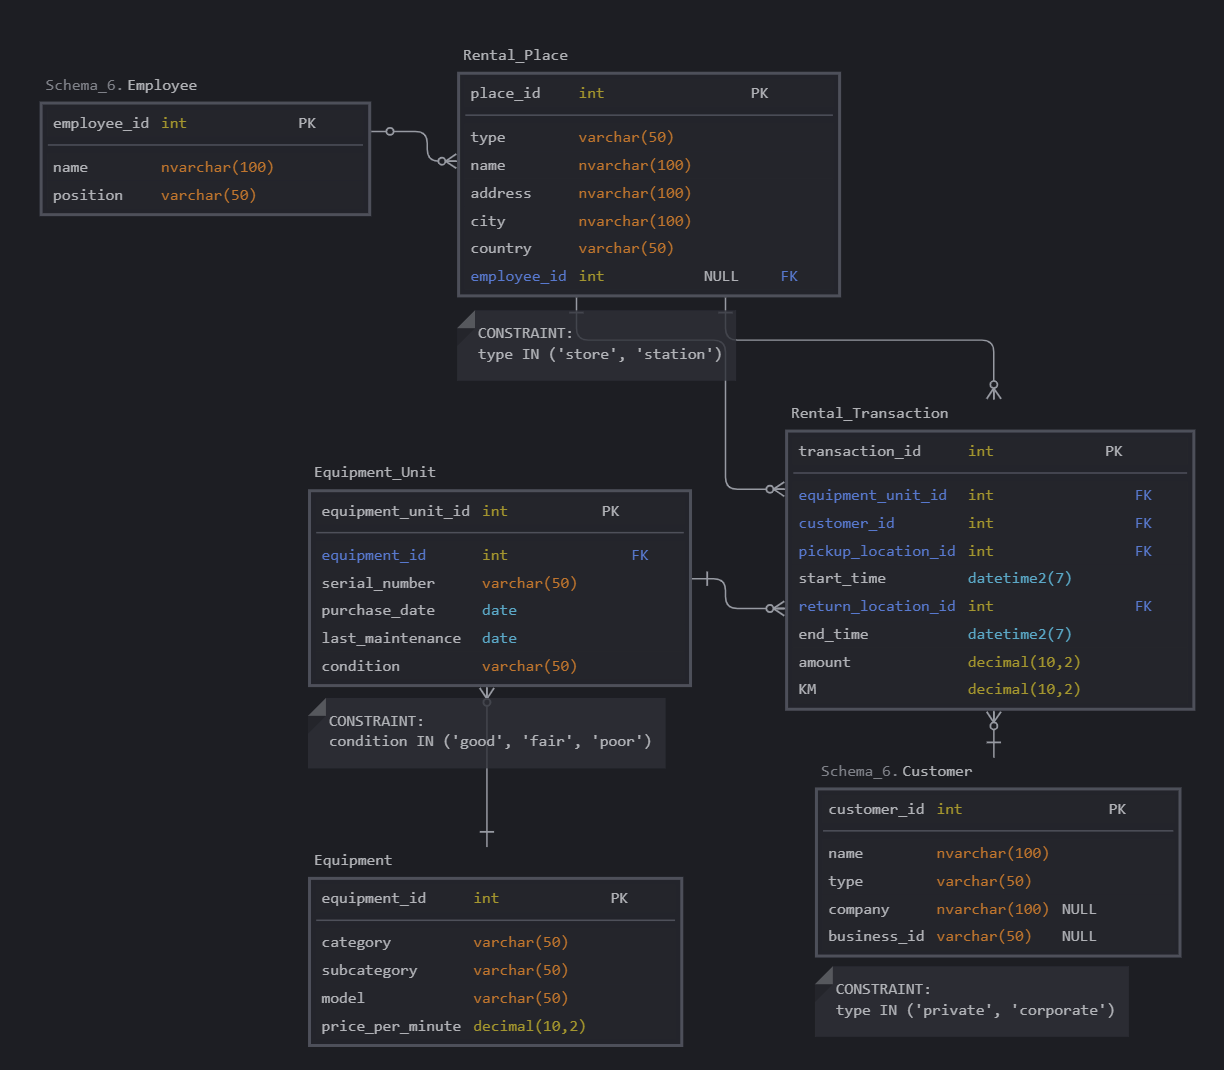 Rental_Place
place_id int PK
type varchar(50)
name nvarchar(100)
address nvarchar(100)
city nvarchar(100)
country varchar(50)
employee_id int NULL FK
CONSTRAINT:
type IN ('store', 'station')
Schema_6. Employee
employee_id int PK
name nvarchar(100)
position varchar(50)
Rental_Transaction
transaction_id int PK
equipment_unit_id int FK
customer_id int FK
pickup_location_id int FK
start_time datetime2(7)
return_location_id int FK
end_time datetime2(7)
amount decimal(10,2)
KM decimal(10,2)
Equipment_Unit
equipment_unit_id int PK
equipment_id int FK
serial_number varchar(50)
purchase_date date
last_maintenance date
condition varchar(50)
CONSTRAINT:
condition IN ('good', 'fair', 'poor')
Schema_6. Customer
customer_id int PK
name nvarchar(100)
type varchar(50)
company nvarchar(100) NULL
business_id varchar(50) NULL
CONSTRAINT:
type IN ('private', 'corporate')
Equipment
equipment_id int PK
category varchar(50)
subcategory varchar(50)
model varchar(50)
price_per_minute decimal(10,2)